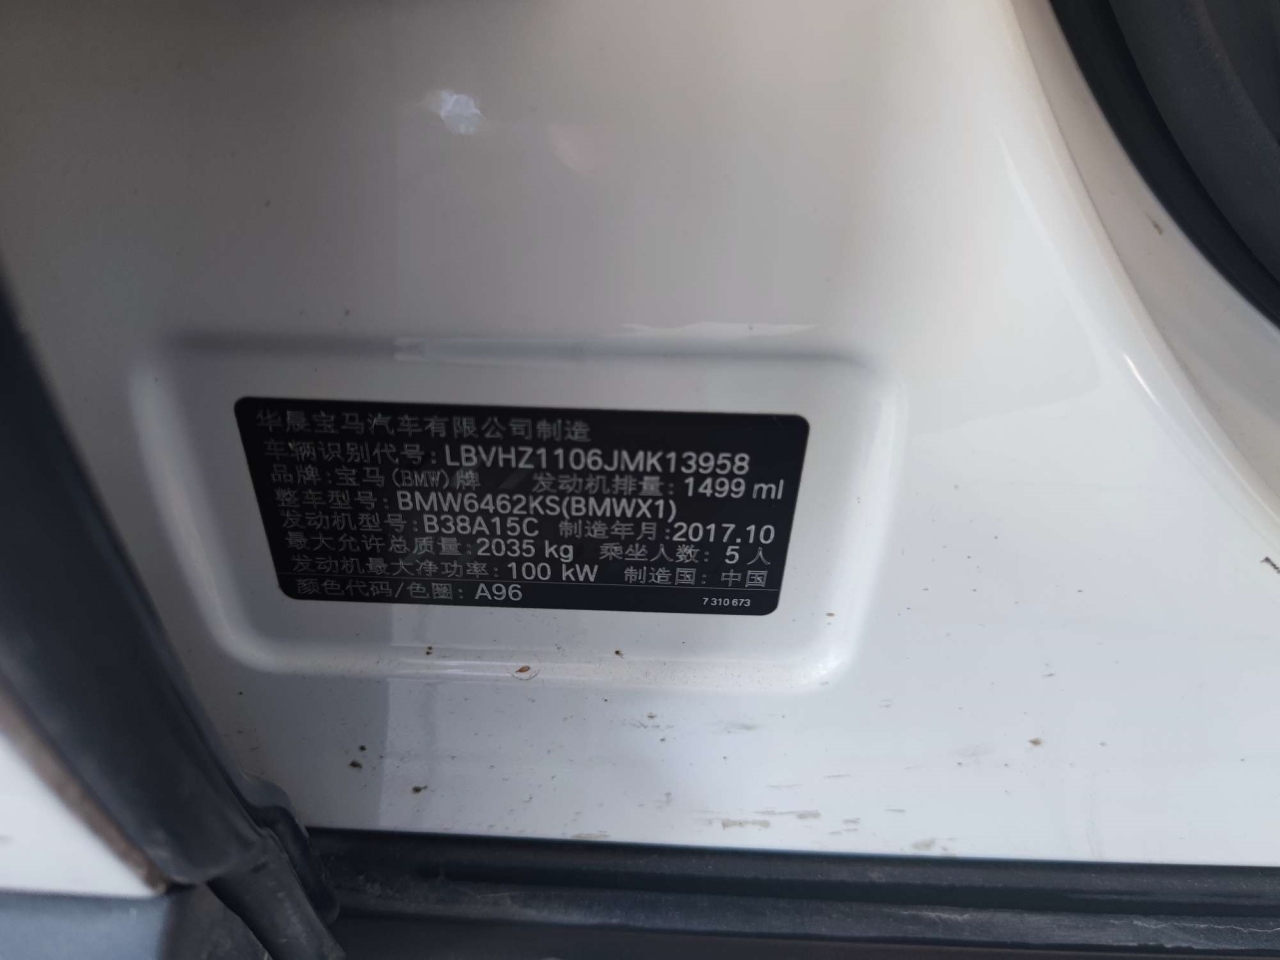 华晨宝马汽车有限公司制造
车辆识别代号: LBVHZ1106JMK13958
品牌: 宝马(BMW)牌 发动机排量: 1499 ml
整车型号: BMW6462KS(BMWX1)
发动机型号: B38A15C 制造年月: 2017.10
最大允许总质量: 2035 kg 乘坐人数: 5 人
发动机最大净功率: 100 kW 制造国: 中国
颜色代码/色圈: A96 7 310 673